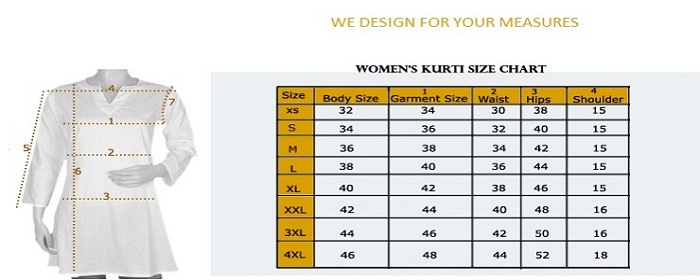 WE DESIGN FOR YOUR MEASURES
WOMEN'S KURTI SIZE CHART
1 2 3 4
Size Body Size Garment Size Waist Hips Shoulder
XS 32 34 30 38 15
S 34 36 32 40 15
M 36 38 34 42 15
L 38 40 36 44 15
XL 40 42 38 46 15
XXL 42 44 40 48 16
3XL 44 46 42 50 16
4XL 46 48 44 52 18
4
7
1
5
2
6
3